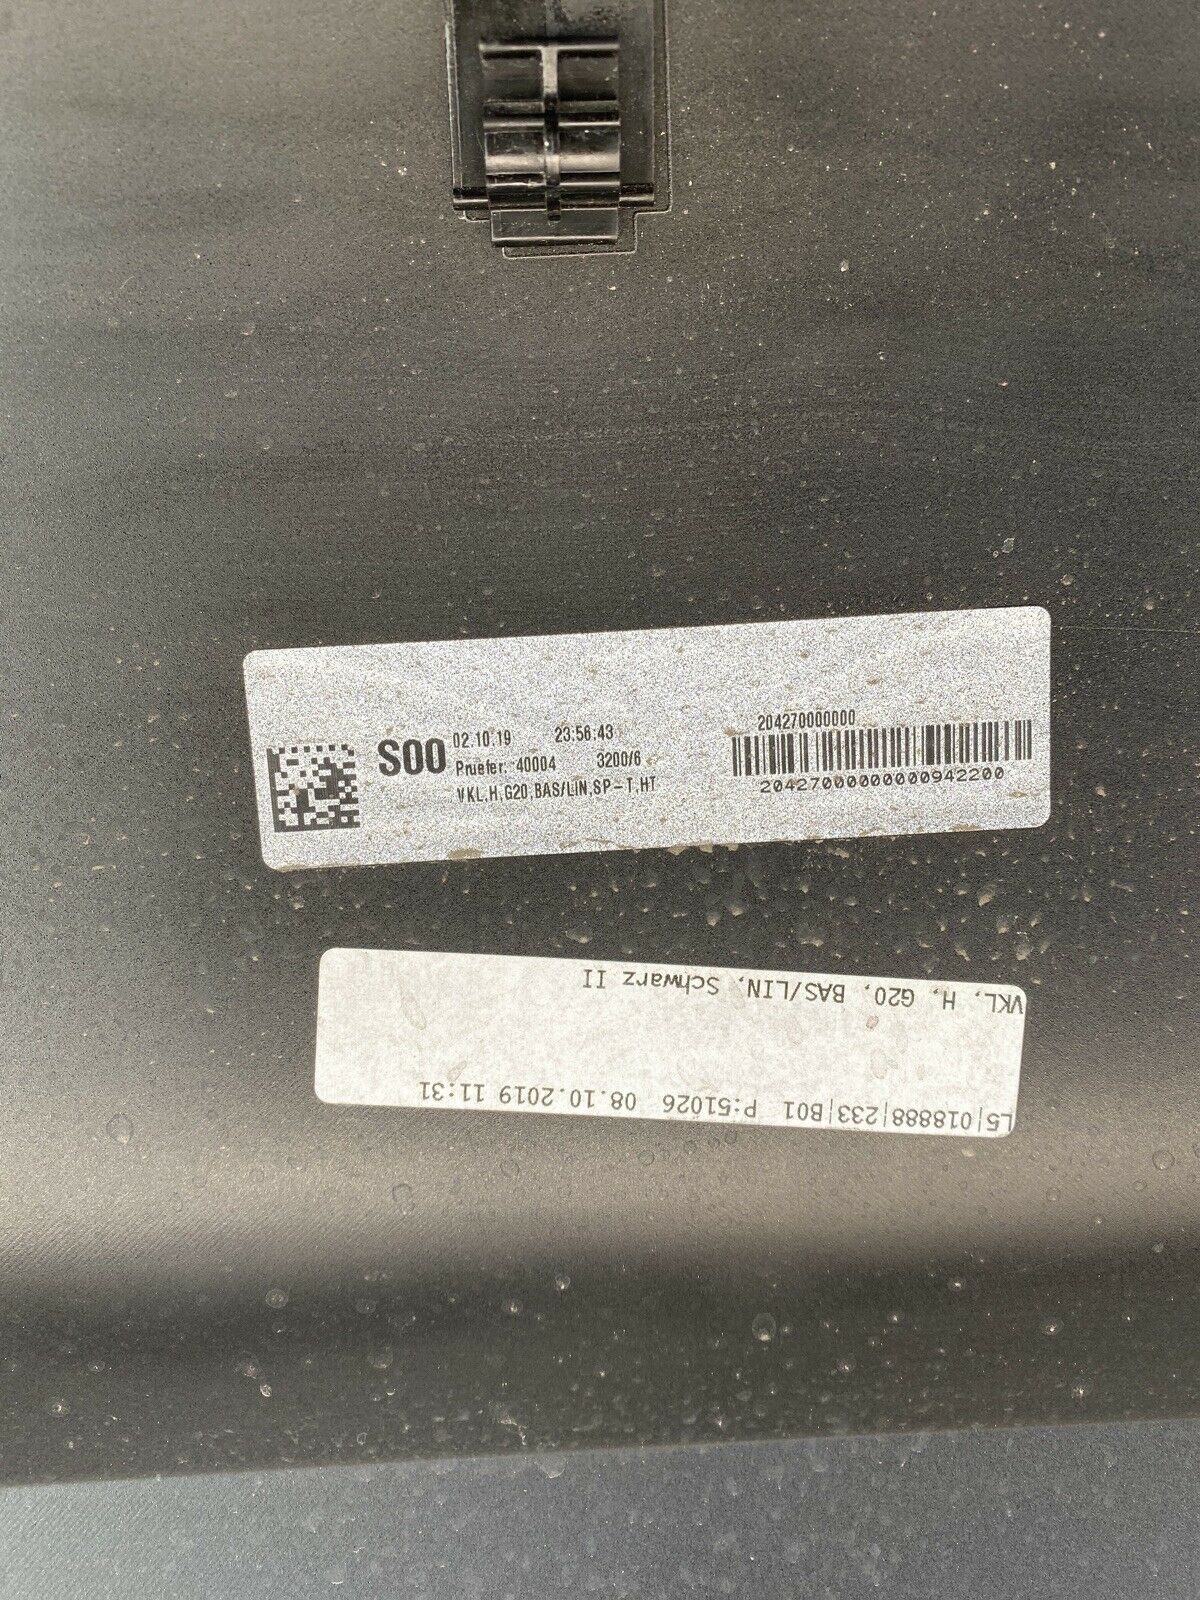 204270000000
S00 02.10.19 23:56:43
Pruefer: 40004 3200/6
VKL,H,G20,BAS/LIN,SP-T,HT
20427000000000942200
L5|018888|233|B01 P:51026 08.10.2019 11:31
VKL, H, G20, BAS/LIN, Schwarz II